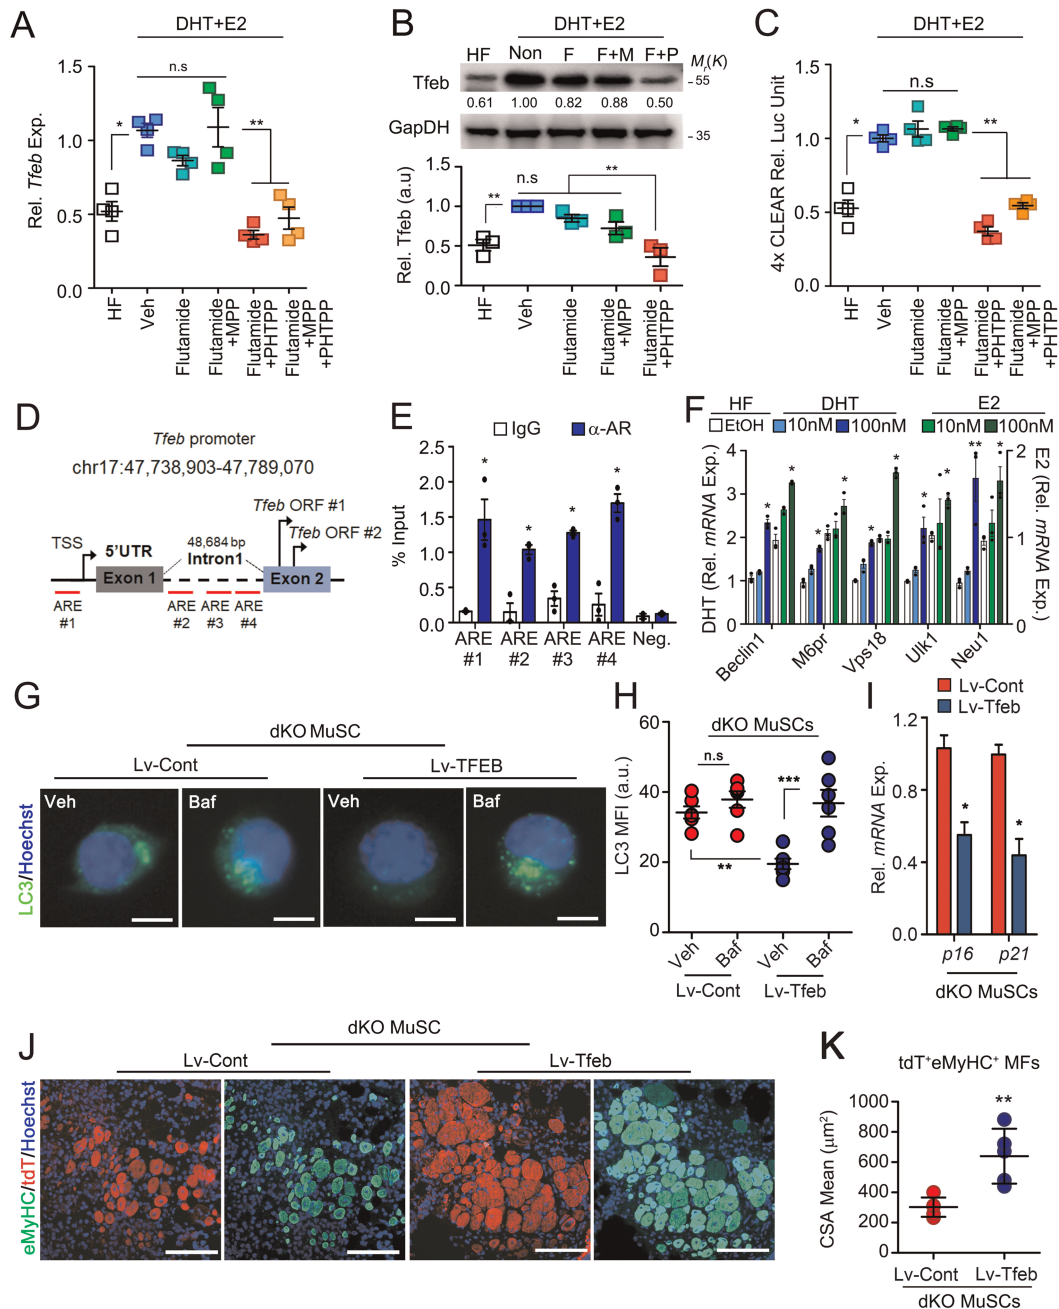 A
DHT+E2
Rel. Tfeb Exp.
1.5
1.0
0.5
0.0
n.s
*
**
HF
Veh
Flutamide
Flutamide +MPP
Flutamide +PHTPP
Flutamide +MPP +PHTPP
B
DHT+E2
HF Non F F+M F+P
Mr(K)
Tfeb
- 55
0.61 1.00 0.82 0.88 0.50
GapDH
- 35
Rel. Tfeb (a.u)
1.5
1.0
0.5
0.0
n.s
**
**
HF
Veh
Flutamide
Flutamide +MPP
Flutamide +PHTPP
C
DHT+E2
4x CLEAR Rel. Luc Unit
1.5
1.0
0.5
0.0
n.s
*
**
HF
Veh
Flutamide
Flutamide +MPP
Flutamide +PHTPP
Flutamide +MPP +PHTPP
D
Tfeb promoter
chr17:47,738,903-47,789,070
Tfeb ORF #1
Tfeb ORF #2
TSS
5'UTR
48,684 bp
Intron1
Exon 1
Exon 2
ARE #1
ARE #2
ARE #3
ARE #4
E
IgG α-AR
% Input
2.5
2.0
1.5
1.0
0.5
0.0
* * * *
ARE #1
ARE #2
ARE #3
ARE #4
Neg.
F
HF DHT E2
EtOH 10nM 100nM 10nM 100nM
DHT (Rel. mRNA Exp.)
4
3
2
1
0
E2 (Rel. mRNA Exp.)
2
1
0
* * * * * * * * ** *
Beclin1
M6pr
Vps18
Ulk1
Neu1
G
dKO MuSC
Lv-Cont Lv-TFEB
LC3/Hoechst
Veh Baf Veh Baf
H
dKO MuSCs
LC3 MFI (a.u.)
60
40
20
0
n.s
***
**
Veh Baf Veh Baf
Lv-Cont Lv-Tfeb
I
Lv-Cont
Lv-Tfeb
Rel. mRNA Exp.
1.2
0.8
0.4
0.0
* *
p16 p21
dKO MuSCs
J
dKO MuSC
Lv-Cont Lv-Tfeb
eMyHC/tdT/Hoechst
K
tdT⁺eMyHC⁺ MFs
CSA Mean (μm²)
1000
800
600
400
200
0
**
Lv-Cont Lv-Tfeb
dKO MuSCs